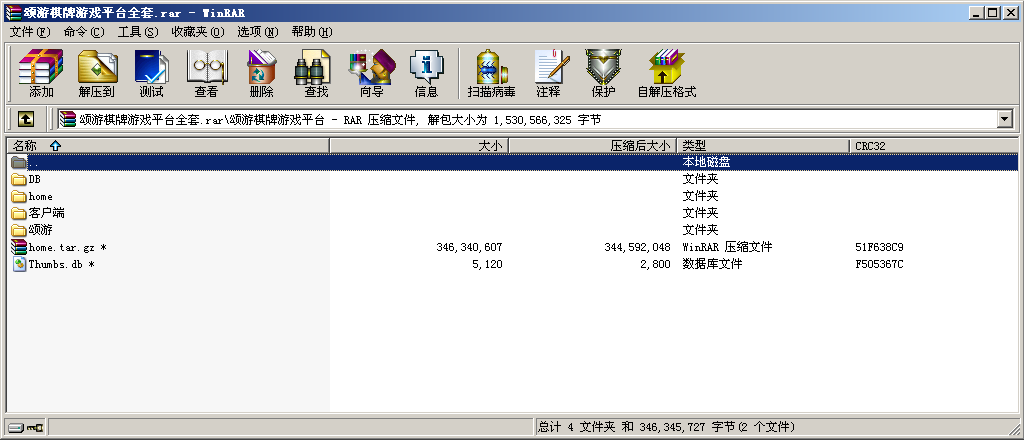 颂游棋牌游戏平台全套.rar - WinRAR
文件(F) 命令(C) 工具(S) 收藏夹(O) 选项(N) 帮助(H)
添加 解压到 测试 查看 删除 查找 向导 信息 扫描病毒 注释 保护 自解压格式
颂游棋牌游戏平台全套.rar\颂游棋牌游戏平台 - RAR 压缩文件, 解包大小为 1,530,566,325 字节
名称 大小 压缩后大小 类型 CRC32
.. 本地磁盘
DB 文件夹
home 文件夹
客户端 文件夹
颂游 文件夹
home.tar.gz * 346,340,607 344,592,048 WinRAR 压缩文件 51F638C9
Thumbs.db * 5,120 2,800 数据库文件 F505367C
总计 4 文件夹 和 346,345,727 字节(2 个文件)